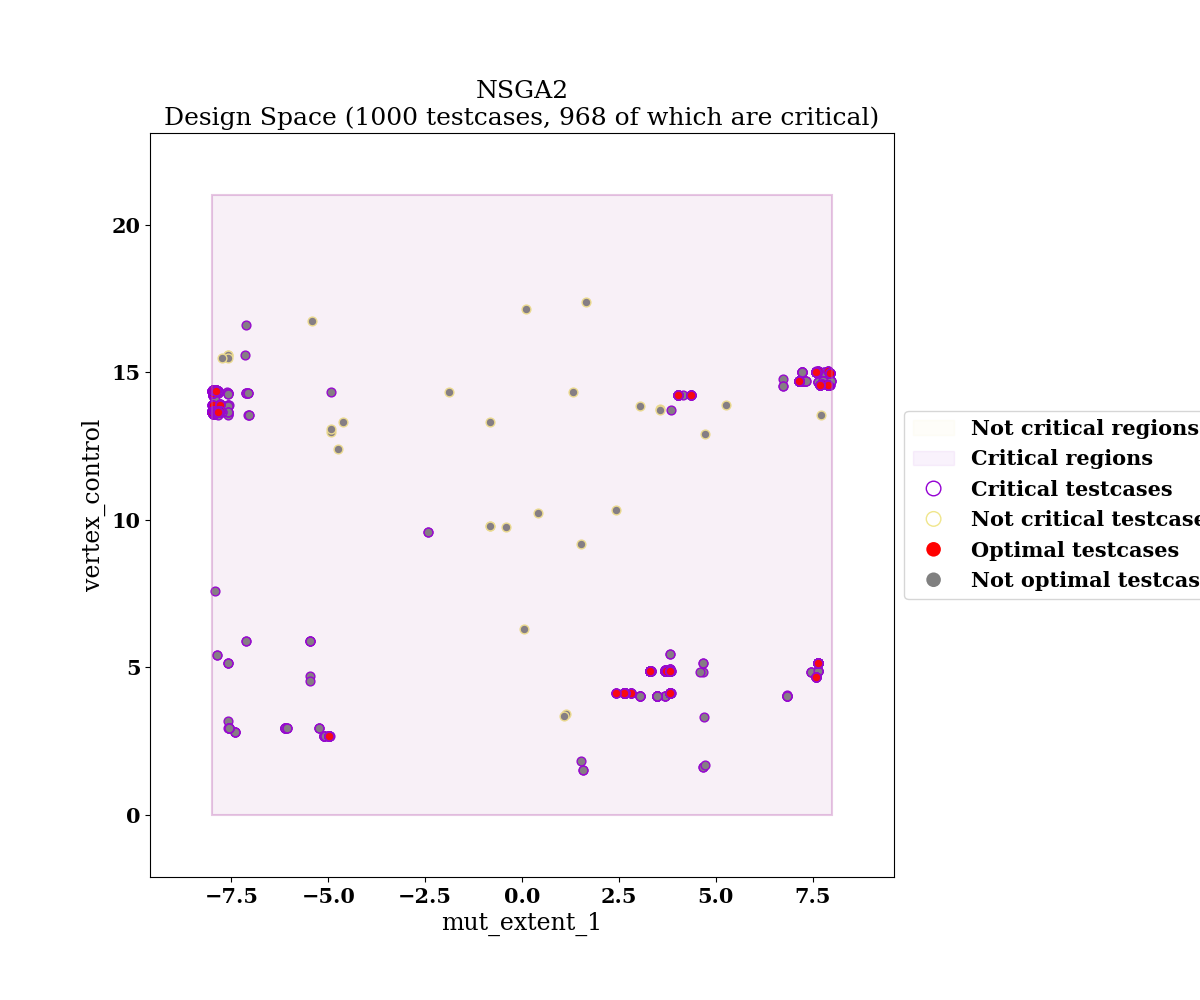 NSGA2
Design Space (1000 testcases, 968 of which are critical)
20
15
10
5
0
vertex_control
−7.5 −5.0 −2.5 0.0 2.5 5.0 7.5
mut_extent_1
Not critical regions
Critical regions
Critical testcases
Not critical testcase
Optimal testcases
Not optimal testcas